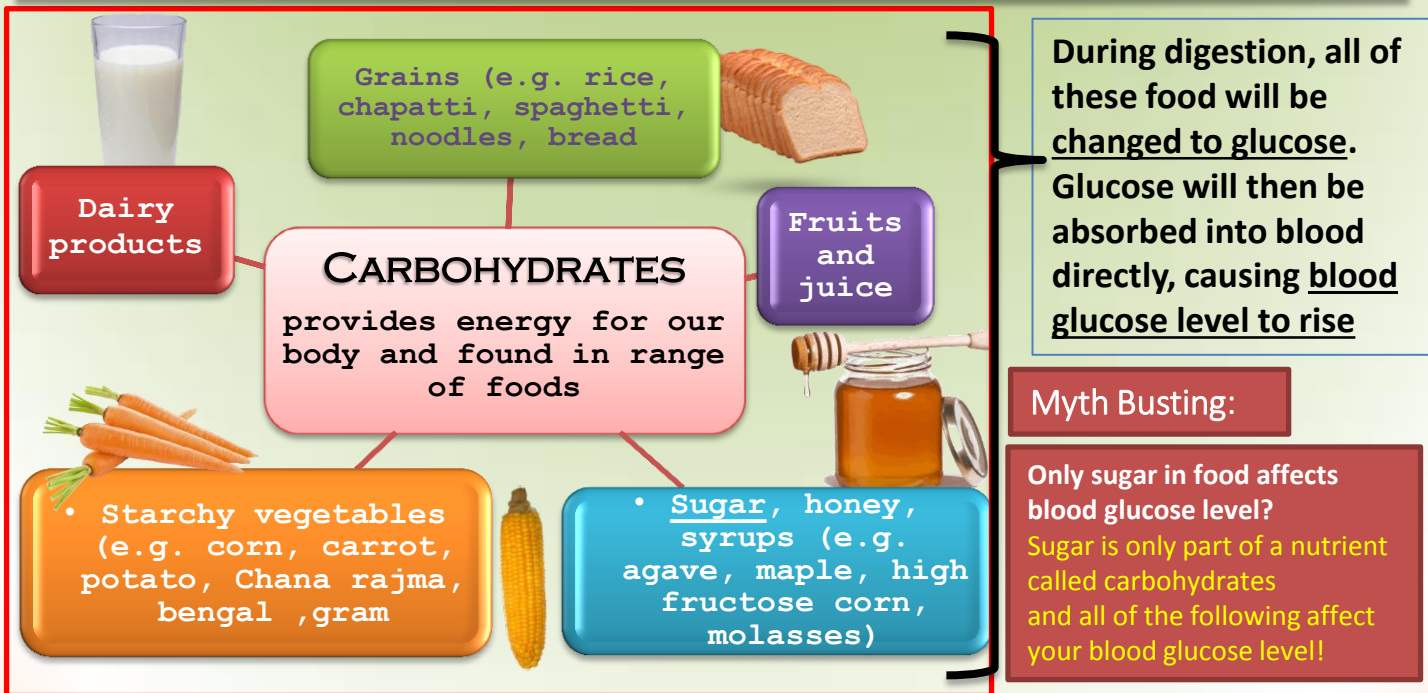 Grains (e.g. rice,
chapatti, spaghetti,
noodles, bread
Dairy
products
Fruits
and
juice
CARBOHYDRATES
provides energy for our
body and found in range
of foods
• Starchy vegetables
(e.g. corn, carrot,
potato, Chana rajma,
bengal ,gram
• Sugar, honey,
syrups (e.g.
agave, maple, high
fructose corn,
molasses)
During digestion, all of
these food will be
changed to glucose.
Glucose will then be
absorbed into blood
directly, causing blood
glucose level to rise
Myth Busting:
Only sugar in food affects
blood glucose level?
Sugar is only part of a nutrient
called carbohydrates
and all of the following affect
your blood glucose level!